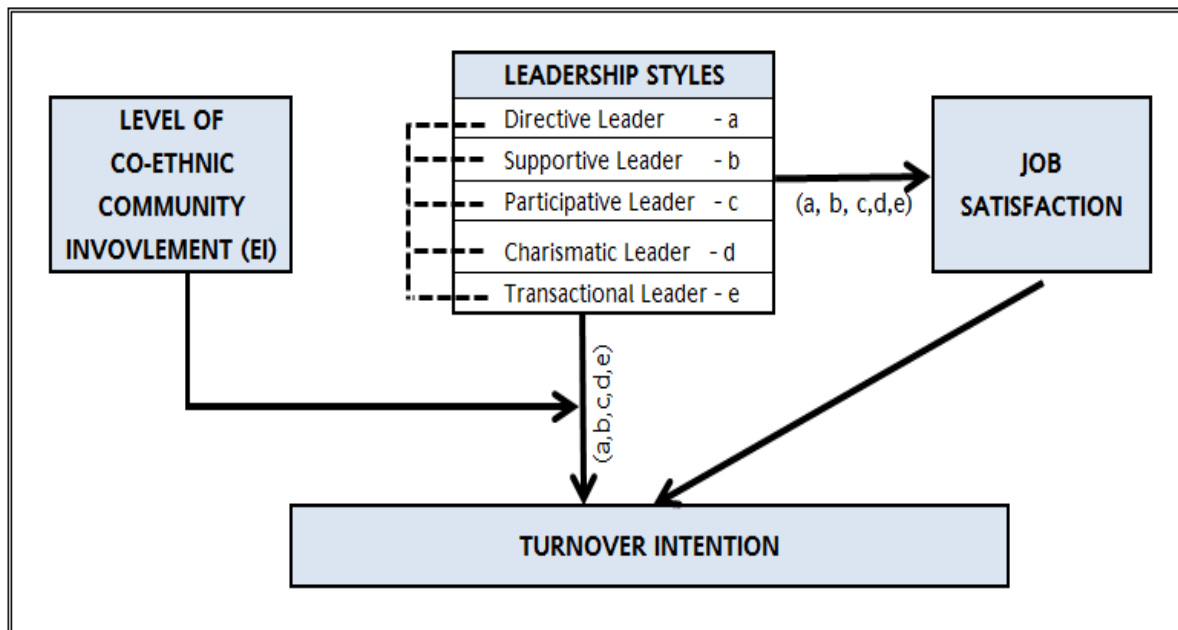 LEVEL OF
CO-ETHNIC
COMMUNITY
INVOVLEMENT (EI)
LEADERSHIP STYLES
Directive Leader - a
Supportive Leader - b
Participative Leader - c
Charismatic Leader - d
Transactional Leader - e
(a, b, c,d,e)
JOB
SATISFACTION
(a,b,c,d,e)
TURNOVER INTENTION